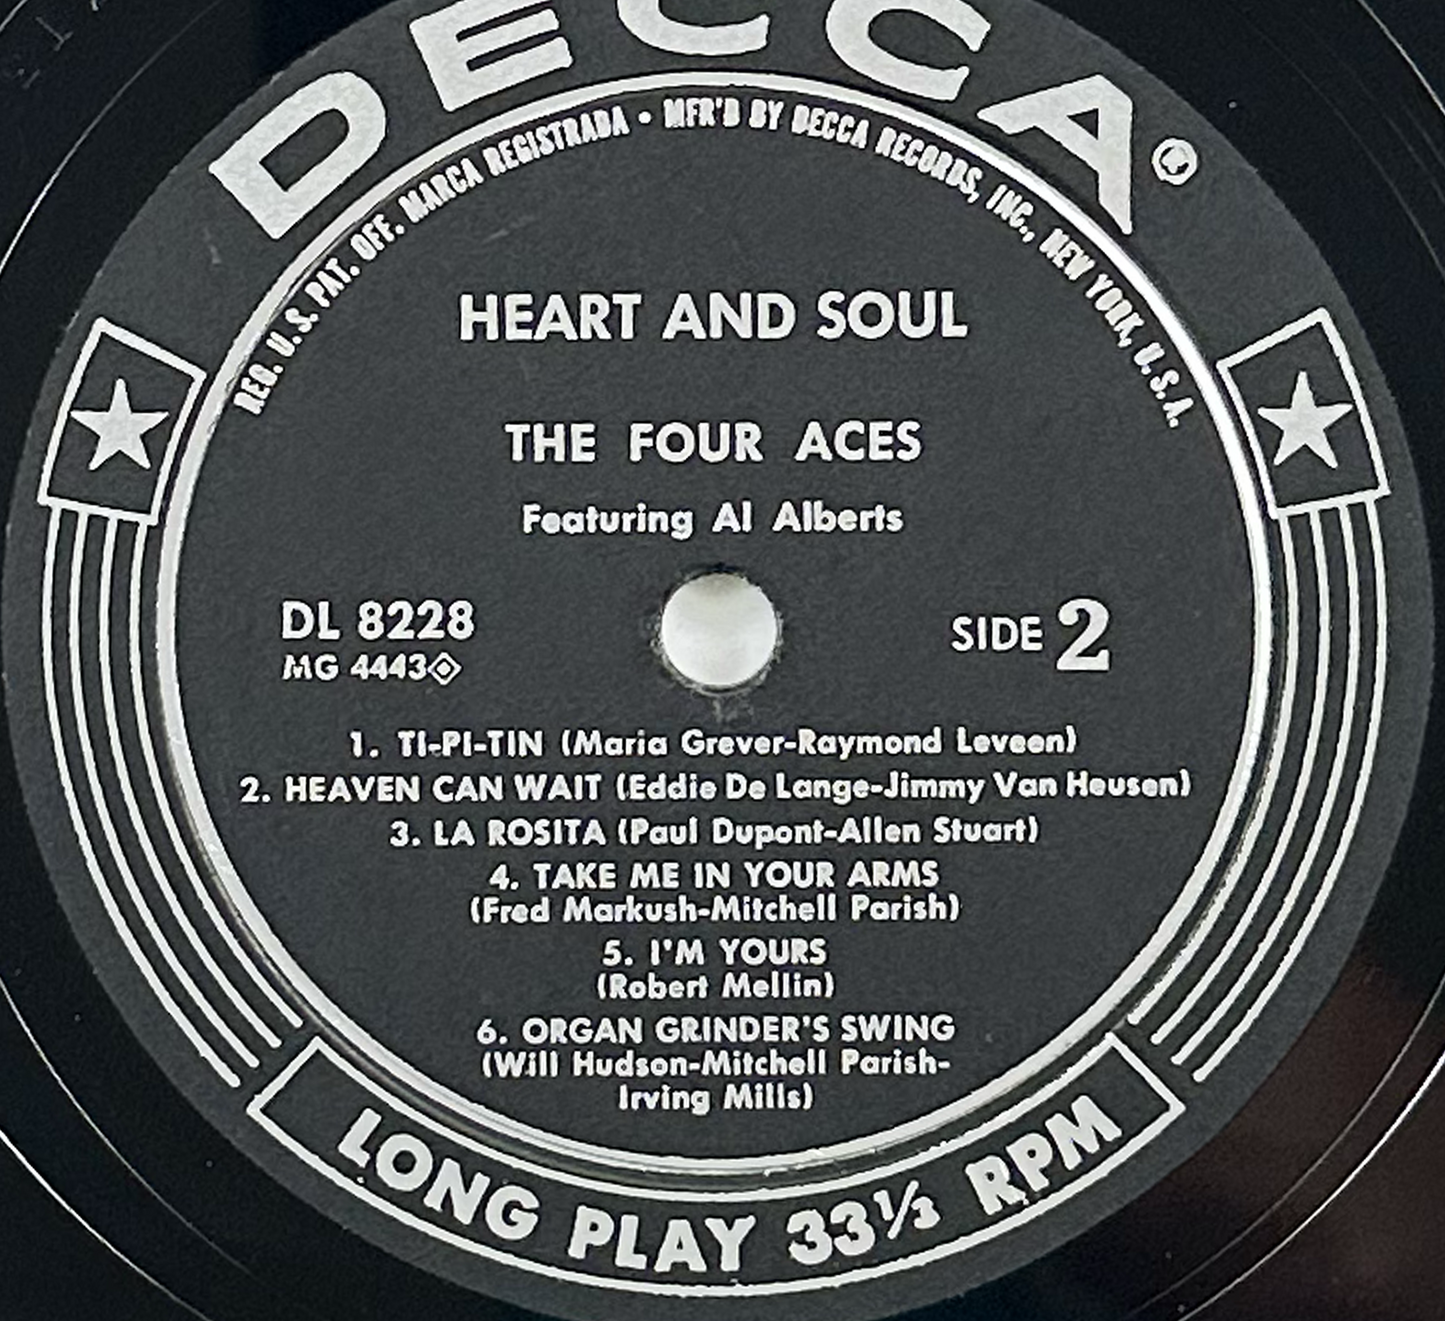 DECCA®
REG. U.S. PAT. OFF. MARCA REGISTRADA • MFR'D BY DECCA RECORDS, INC., NEW YORK, U.S.A.
HEART AND SOUL
THE FOUR ACES
Featuring Al Alberts
DL 8228
MG 4443
SIDE 2
1. TI-PI-TIN (Maria Grever-Raymond Leveen)
2. HEAVEN CAN WAIT (Eddie De Lange-Jimmy Van Heusen)
3. LA ROSITA (Paul Dupont-Allen Stuart)
4. TAKE ME IN YOUR ARMS
(Fred Markush-Mitchell Parish)
5. I'M YOURS
(Robert Mellin)
6. ORGAN GRINDER'S SWING
(Will Hudson-Mitchell Parish-
Irving Mills)
LONG PLAY 33⅓ RPM